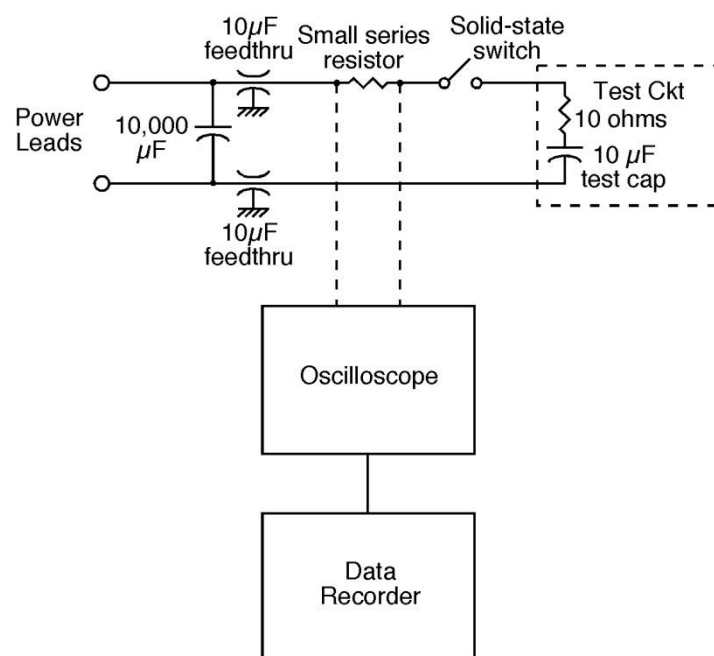 10µF
feedthru
Small series
resistor
Solid-state
switch
Power
Leads
10,000
µF
Test Ckt
10 ohms
10 µF
test cap
10µF
feedthru
Oscilloscope
Data
Recorder